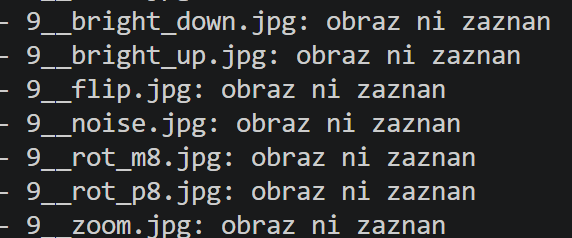 - 9__bright_down.jpg: obraz ni zaznan
- 9__bright_up.jpg: obraz ni zaznan
- 9__flip.jpg: obraz ni zaznan
- 9__noise.jpg: obraz ni zaznan
- 9__rot_m8.jpg: obraz ni zaznan
- 9__rot_p8.jpg: obraz ni zaznan
- 9__zoom.jpg: obraz ni zaznan